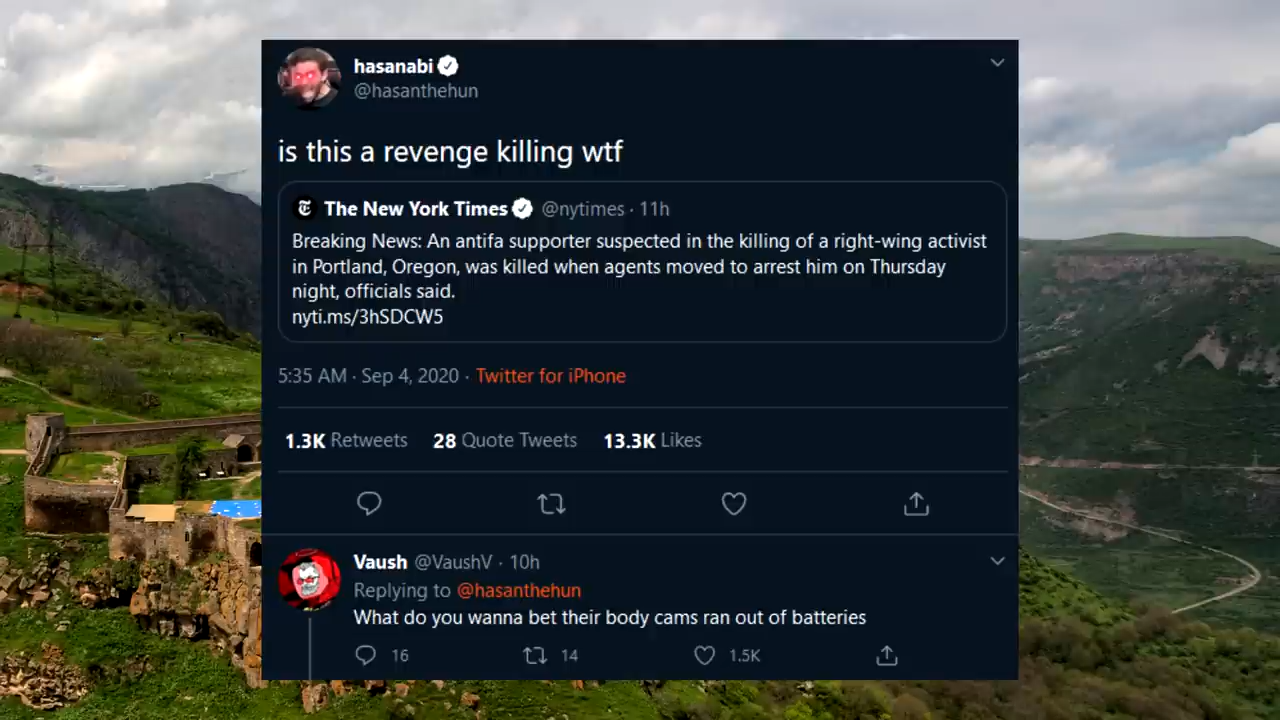 hasanabi
@hasanthehun
is this a revenge killing wtf
The New York Times @nytimes · 11h
Breaking News: An antifa supporter suspected in the killing of a right-wing activist
in Portland, Oregon, was killed when agents moved to arrest him on Thursday
night, officials said.
nyti.ms/3hSDCW5
5:35 AM · Sep 4, 2020 · Twitter for iPhone
1.3K Retweets 28 Quote Tweets 13.3K Likes
Vaush @VaushV · 10h
Replying to @hasanthehun
What do you wanna bet their body cams ran out of batteries
16 14 1.5K